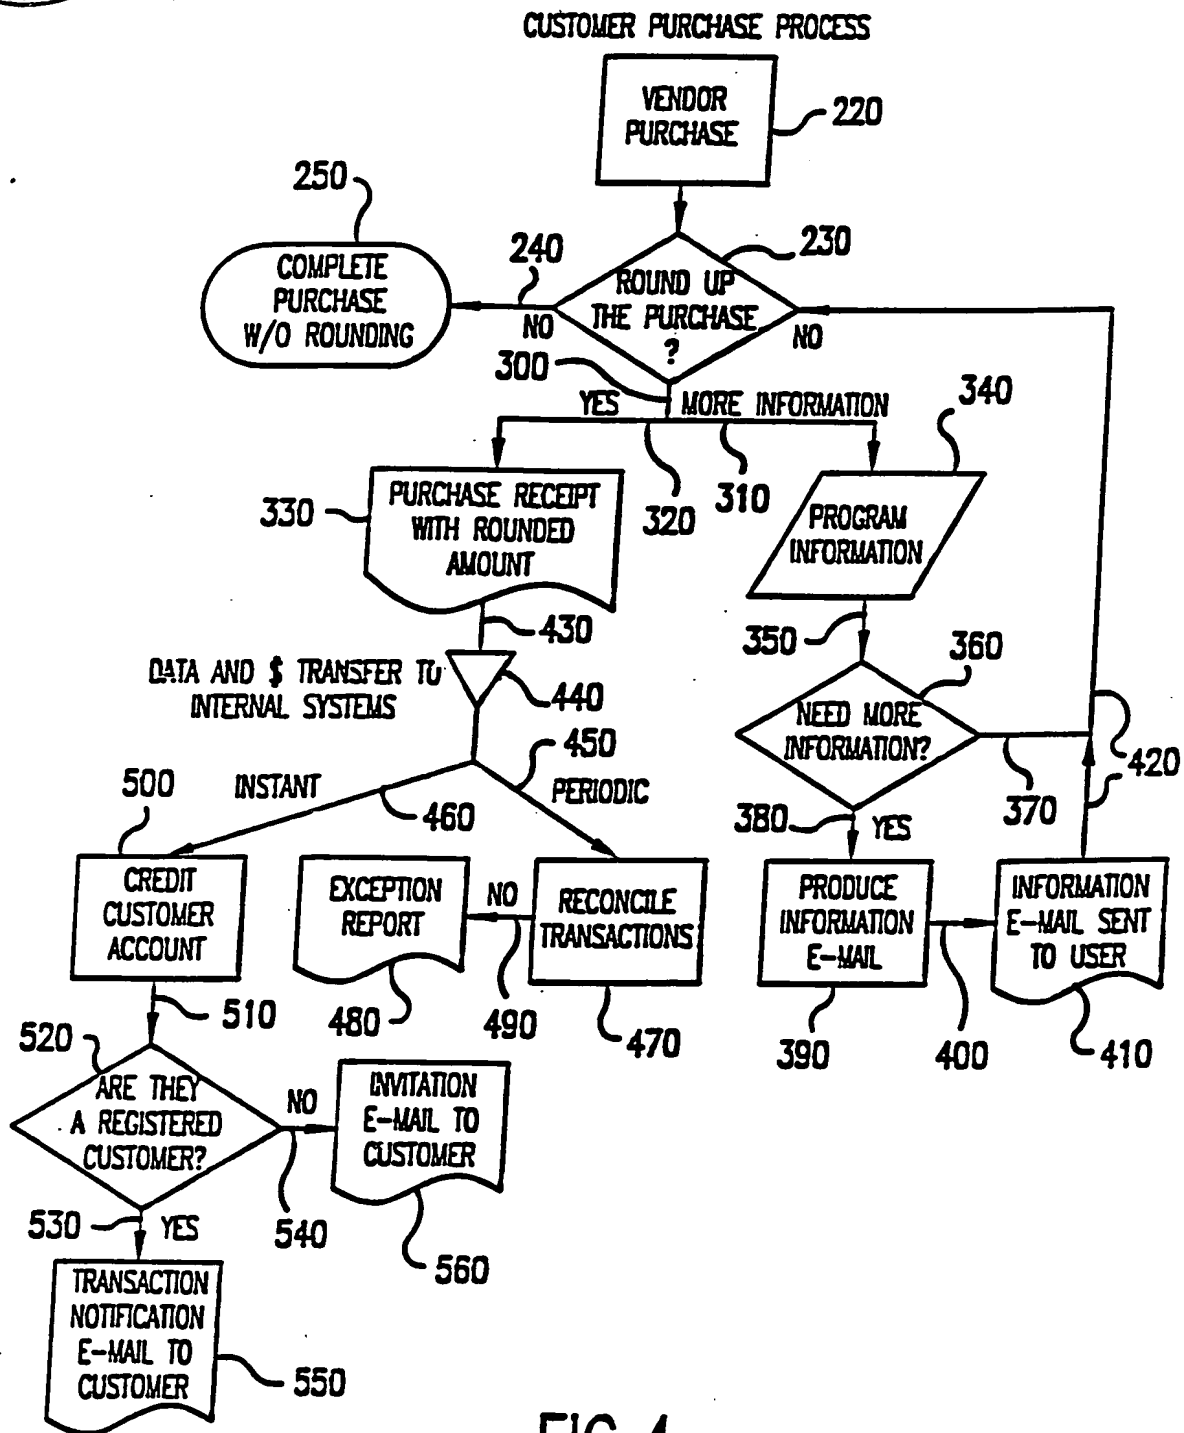 CUSTOMER PURCHASE PROCESS
VENDOR
PURCHASE
220
250
COMPLETE
PURCHASE
W/O ROUNDING
240
NO
230
ROUND UP
THE PURCHASE
?
NO
300
YES
MORE INFORMATION
340
330
PURCHASE RECEIPT
WITH ROUNDED
AMOUNT
320
310
PROGRAM
INFORMATION
430
350
360
DATA AND $ TRANSFER TO
INTERNAL SYSTEMS
440
NEED MORE
INFORMATION?
450
420
370
500
INSTANT
460
PERIODIC
380
YES
CREDIT
CUSTOMER
ACCOUNT
EXCEPTION
REPORT
NO
RECONCILE
TRANSACTIONS
PRODUCE
INFORMATION
E-MAIL
INFORMATION
E-MAIL SENT
TO USER
510
480
490
470
390
400
410
520
ARE THEY
A REGISTERED
CUSTOMER?
NO
INVITATION
E-MAIL TO
CUSTOMER
530
YES
540
560
TRANSACTION
NOTIFICATION
E-MAIL TO
CUSTOMER
550